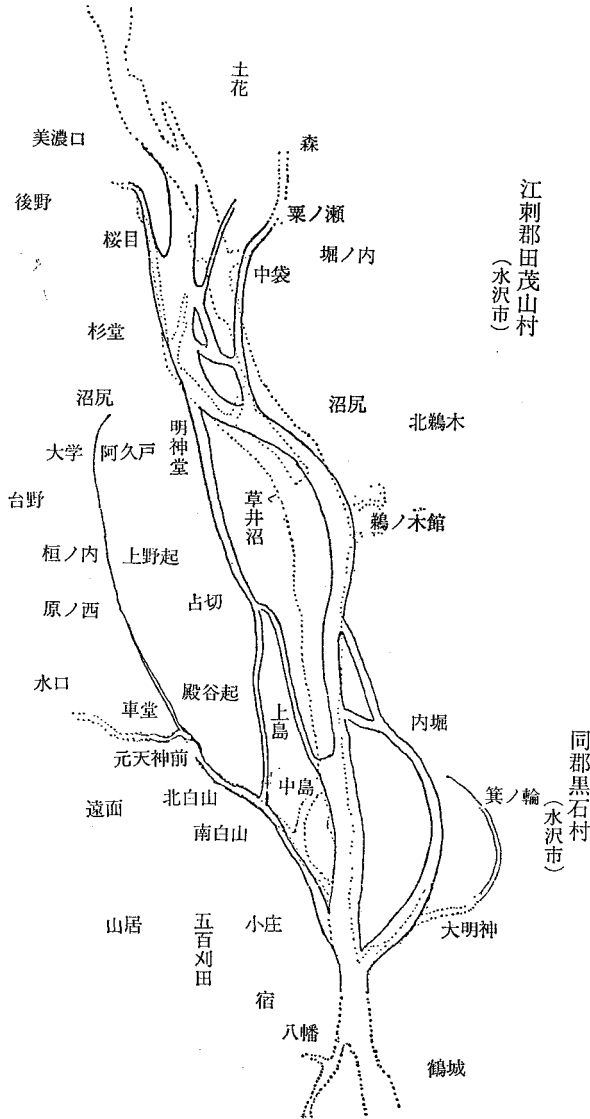 土花
美濃口
森
後野
粟ノ瀬
桜目
堀ノ内
中袋
江刺郡田茂山村
(水沢市)
杉堂
沼尻
沼尻
明神堂
北鵜木
大学
阿久戸
台野
草井沼
鵜ノ木館
桓ノ内
上野起
原ノ西
占切
水口
殿谷起
車堂
上島
内堀
元天神前
同郡黒石村
(水沢市)
北白山
中島
箕ノ輪
遠面
南白山
山居
五百刈田
小庄
大明神
宿
八幡
鶴城